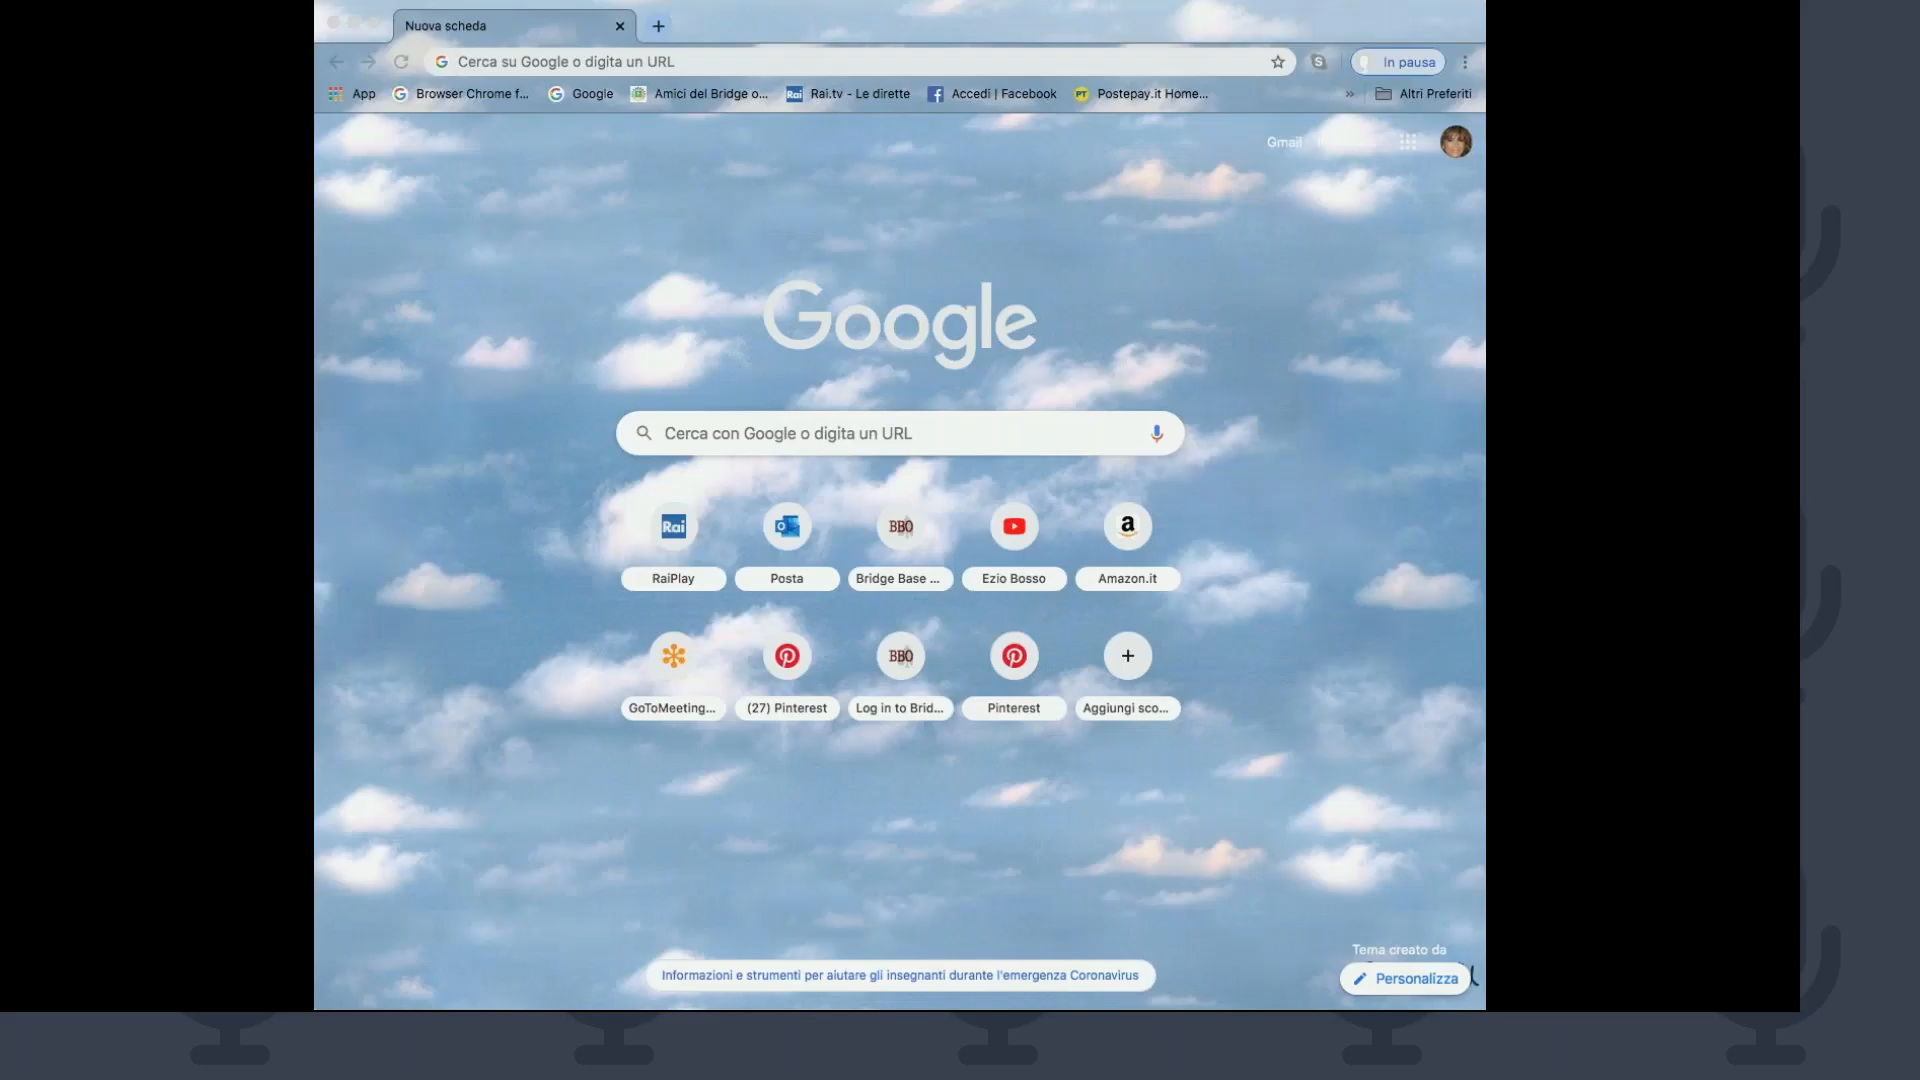 Nuova scheda
Cerca su Google o digita un URL
In pausa
App
Browser Chrome f...
Google
Amici del Bridge o...
Rai.tv - Le dirette
Accedi | Facebook
PT
Postepay.it Home...
Altri Preferiti
Gmail
Google
Cerca con Google o digita un URL
Rai
BBO
a
RaiPlay
Posta
Bridge Base ...
Ezio Bosso
Amazon.it
BBO
GoToMeeting...
(27) Pinterest
Log in to Brid...
Pinterest
Aggiungi sco...
Tema creato da
Informazioni e strumenti per aiutare gli insegnanti durante l'emergenza Coronavirus
Personalizza